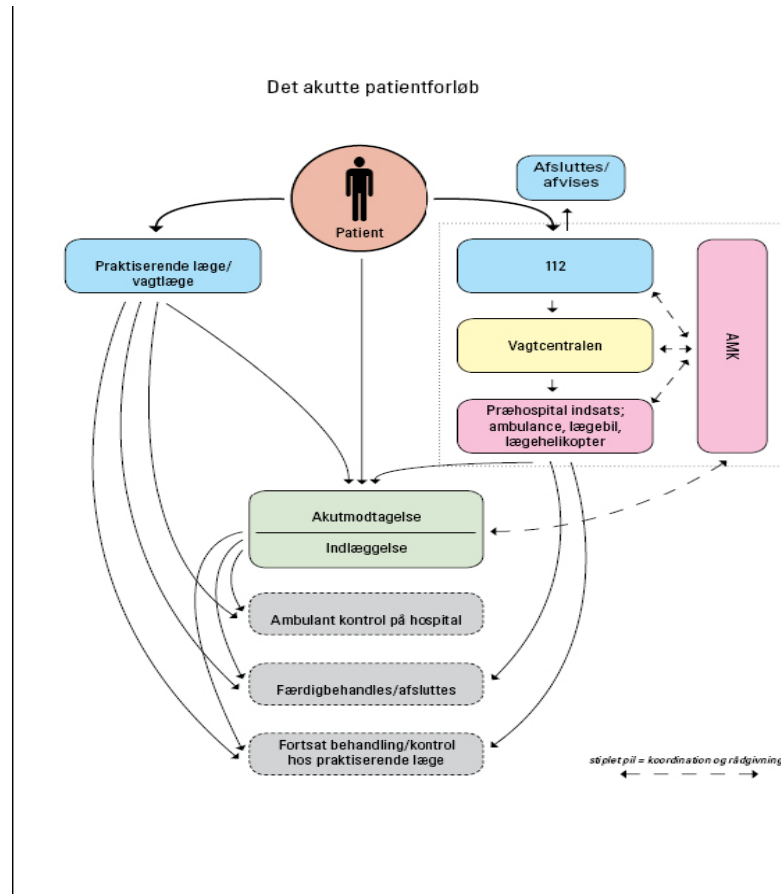 Det akutte patientforløb
Patient
Afsluttes/
afvises
Praktiserende læge/
vagtlæge
112
AMK
Vagtcentralen
Præhospital indsats;
ambulance, lægebil,
lægehelikopter
Akutmodtagelse
Indlæggelse
Ambulant kontrol på hospital
Færdigbehandles/afsluttes
Fortsat behandling/kontrol
hos praktiserende læge
stiplet pil = koordination og rådgivning